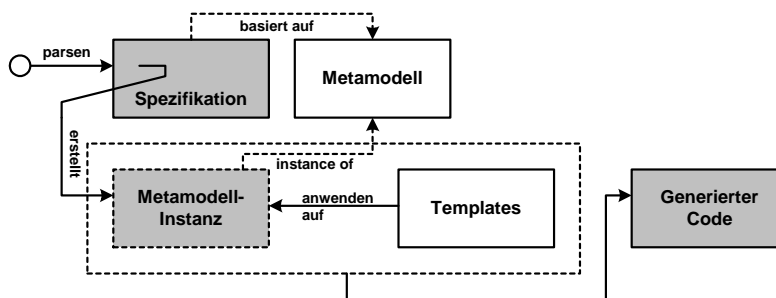 basiert auf
parsen
Spezifikation
Metamodell
erstellt
instance of
Metamodell-
Instanz
anwenden
auf
Templates
Generierter
Code